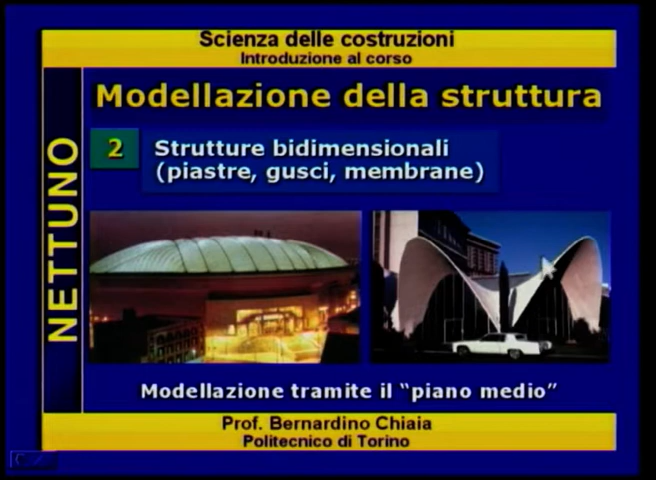 Scienza delle costruzioni
Introduzione al corso
Modellazione della struttura
NETTUNO
2
Strutture bidimensionali
(piastre, gusci, membrane)
Modellazione tramite il “piano medio”
Prof. Bernardino Chiaia
Politecnico di Torino